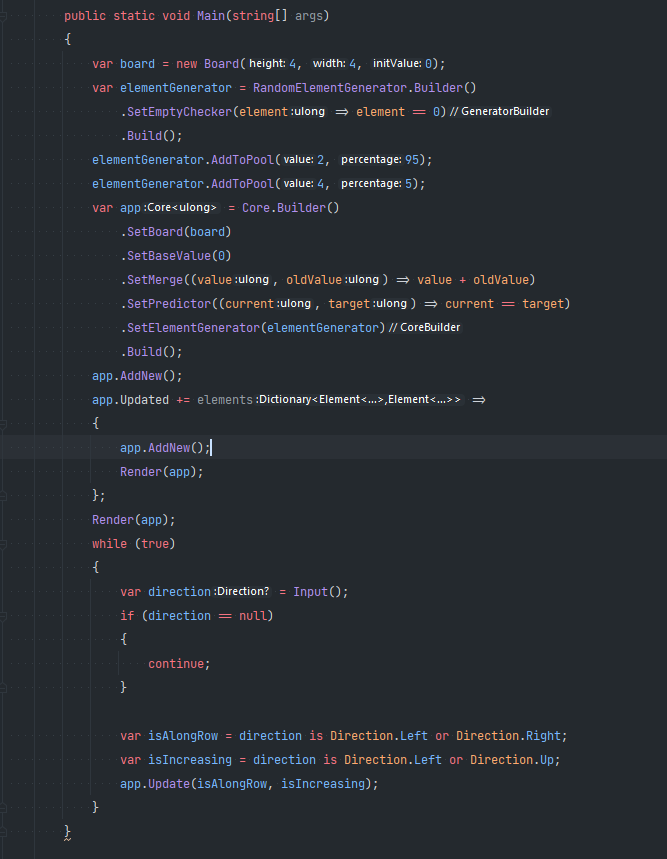 public static void Main(string[] args)
{
var board = new Board(height: 4, width: 4, initValue: 0);
var elementGenerator = RandomElementGenerator.Builder()
.SetEmptyChecker(element :ulong => element == 0) // GeneratorBuilder
.Build();
elementGenerator.AddToPool(value: 2, percentage: 95);
elementGenerator.AddToPool(value: 4, percentage: 5);
var app :Core<ulong> = Core.Builder()
.SetBoard(board)
.SetBaseValue(0)
.SetMerge((value :ulong , oldValue :ulong ) => value + oldValue)
.SetPredictor((current :ulong , target :ulong ) => current == target)
.SetElementGenerator(elementGenerator) // CoreBuilder
.Build();
app.AddNew();
app.Updated += elements :Dictionary<Element<...>,Element<...>> =>
{
app.AddNew();
Render(app);
};
Render(app);
while (true)
{
var direction :Direction? = Input();
if (direction == null)
{
continue;
}
var isAlongRow = direction is Direction.Left or Direction.Right;
var isIncreasing = direction is Direction.Left or Direction.Up;
app.Update(isAlongRow, isIncreasing);
}
}